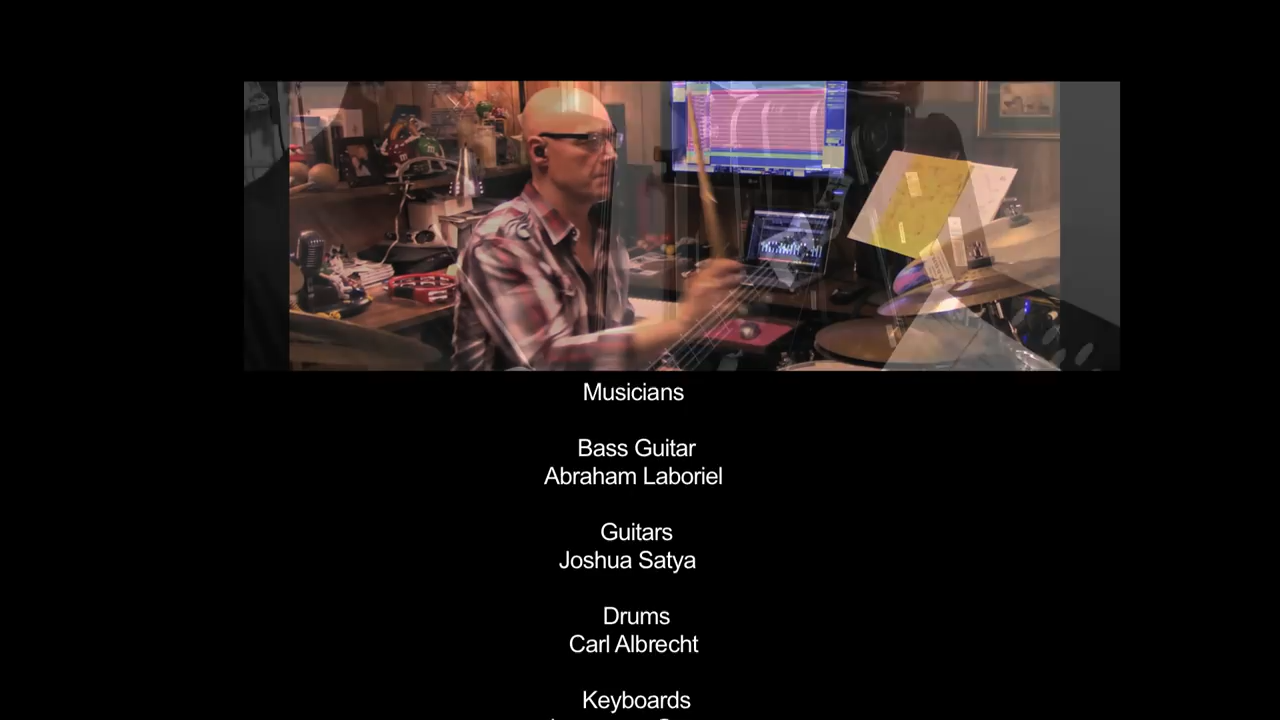 Musicians
Bass Guitar
Abraham Laboriel
Guitars
Joshua Satya
Drums
Carl Albrecht
Keyboards